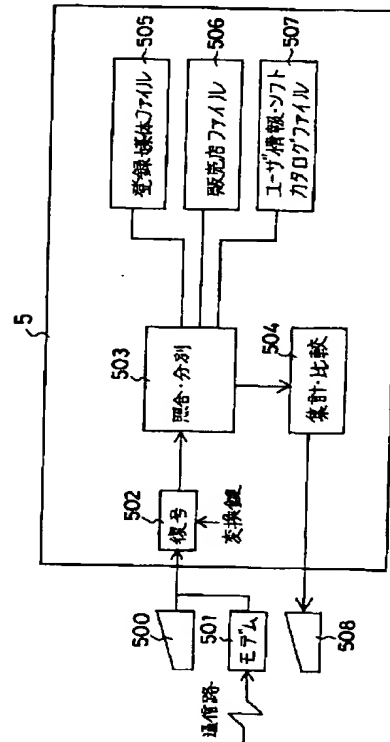 5
505
登録媒体ファイル
506
販売店ファイル
507
ユーザ情報・ソフト
カタログファイル
503
照合・分別
504
集計・比較
502
復号
変換鍵
500
501
モデム
通信路
508